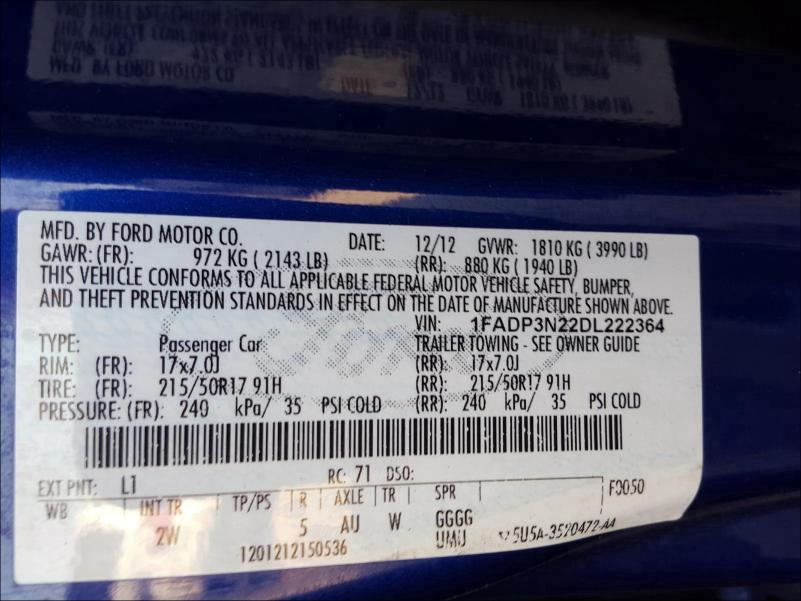 MFD. BY FORD MOTOR CO. DATE: 12/12 GVWR: 1810 KG ( 3990 LB)
GAWR: (FR): 972 KG ( 2143 LB) (RR): 880 KG ( 1940 LB)
THIS VEHICLE CONFORMS TO ALL APPLICABLE FEDERAL MOTOR VEHICLE SAFETY, BUMPER,
AND THEFT PREVENTION STANDARDS IN EFFECT ON THE DATE OF MANUFACTURE SHOWN ABOVE.
VIN: 1FADP3N22DL222364
TYPE: Passenger Car TRAILER TOWING - SEE OWNER GUIDE
RIM: (FR): 17x7.0J (RR): 17x7.0J
TIRE: (FR): 215/50R17 91H (RR): 215/50R17 91H
PRESSURE: (FR): 240 kPa/ 35 PSI COLD (RR): 240 kPa/ 35 PSI COLD
EXT PNT: L1 RC: 71 DSO:
WB INT TR TP/PS R AXLE TR SPR F0050
2W 5 AU W GGGG
UMU
1201212150536